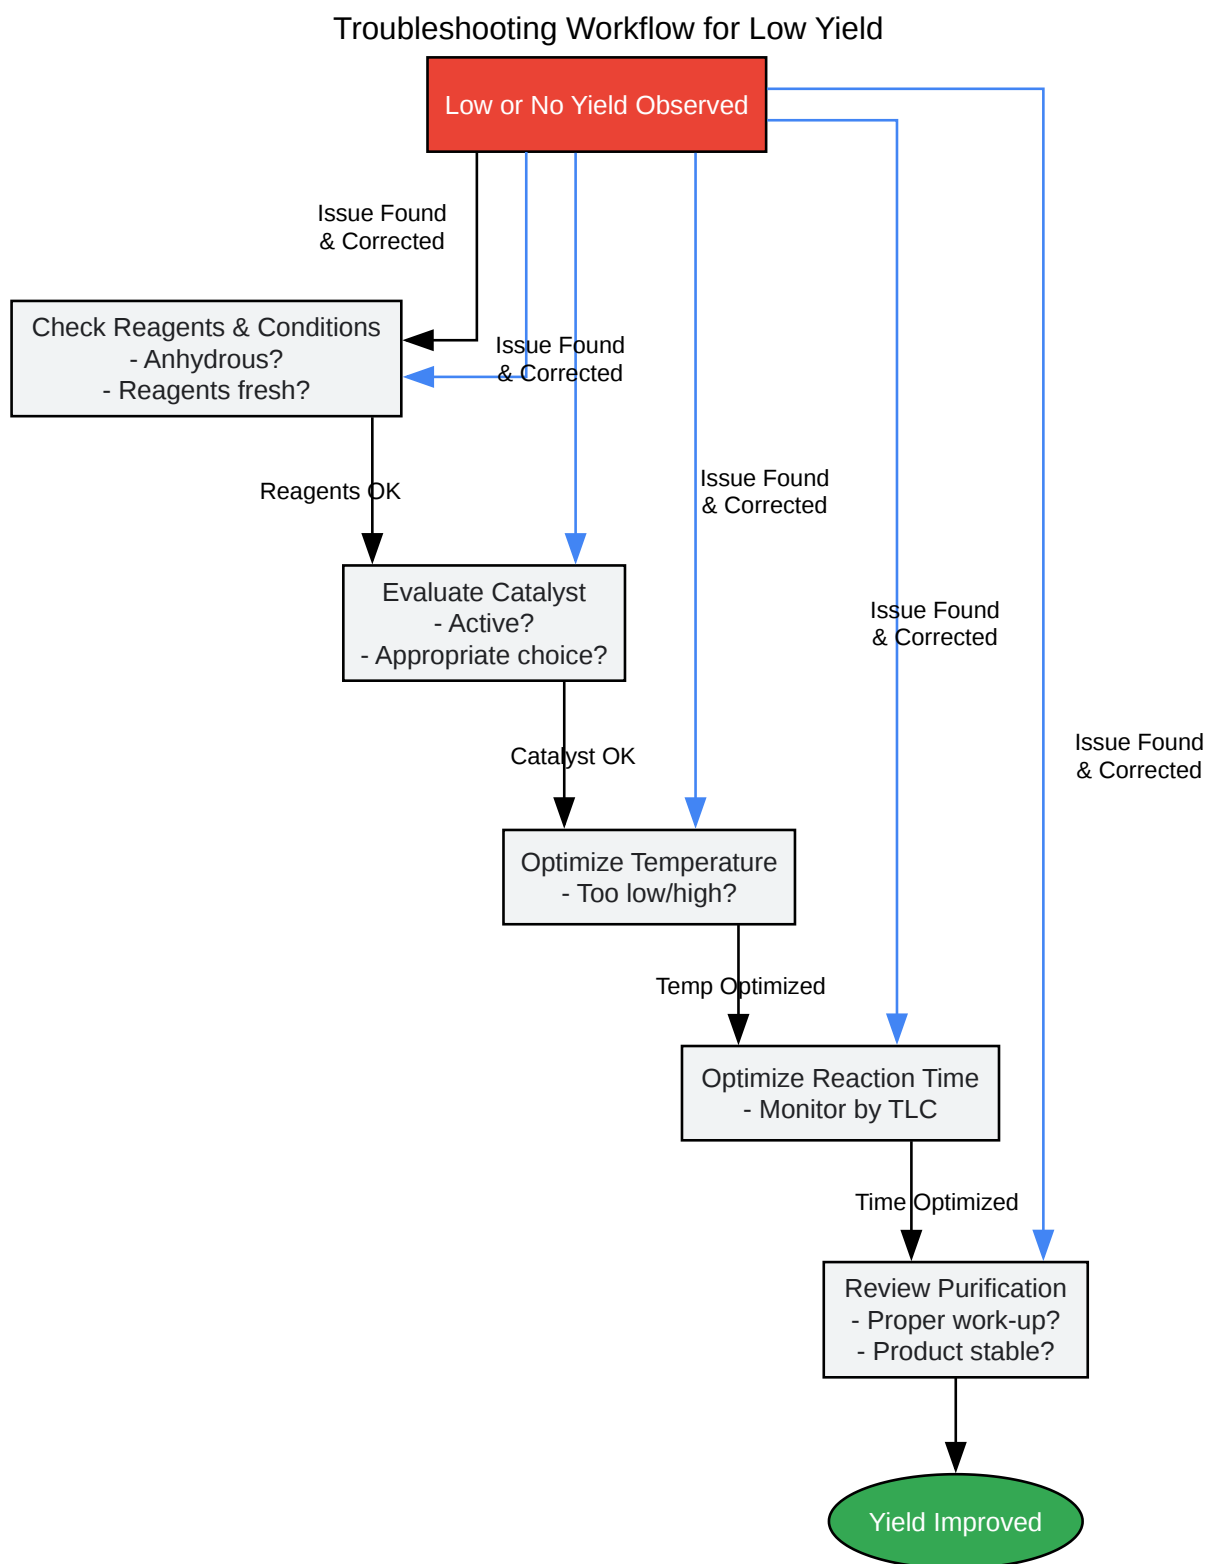 Troubleshooting Workflow for Low Yield
Low or No Yield Observed
Issue Found
& Corrected
Check Reagents & Conditions
- Anhydrous?
- Reagents fresh?
Issue Found
& Corrected
Reagents OK
Issue Found
& Corrected
Evaluate Catalyst
- Active?
- Appropriate choice?
Issue Found
& Corrected
Catalyst OK
Issue Found
& Corrected
Optimize Temperature
- Too low/high?
Temp Optimized
Optimize Reaction Time
- Monitor by TLC
Time Optimized
Review Purification
- Proper work-up?
- Product stable?
Yield Improved